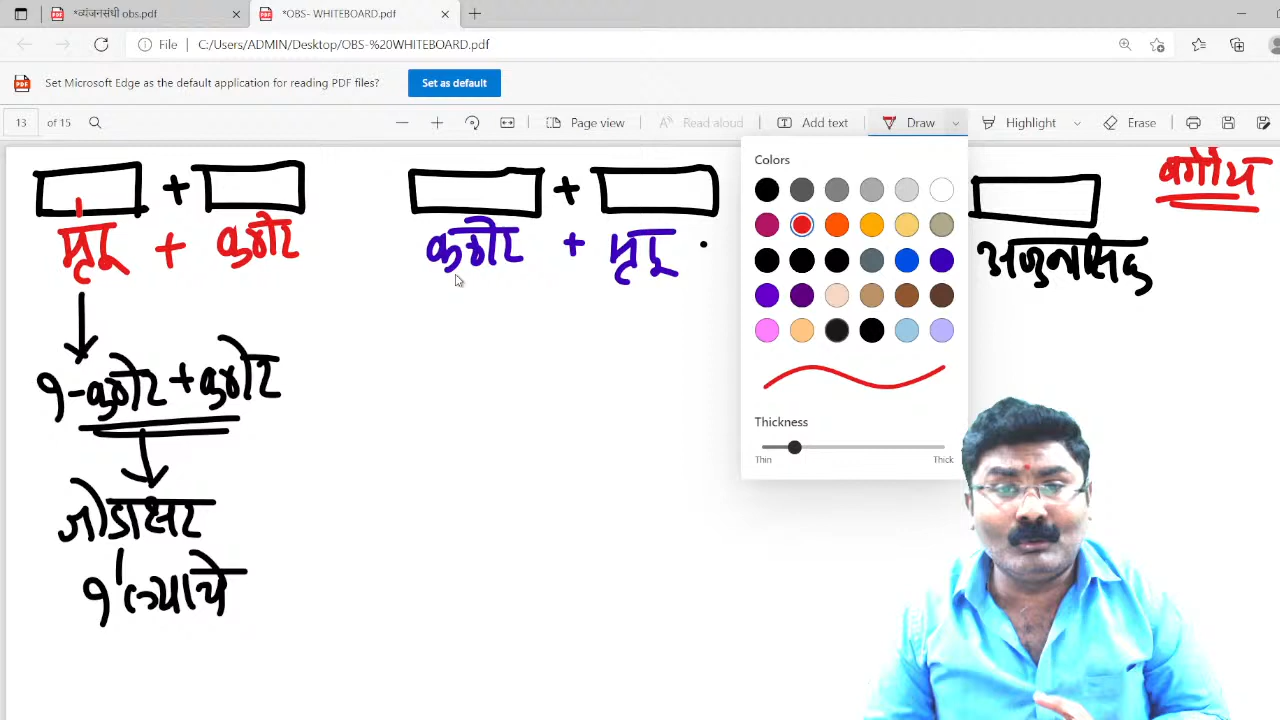 *व्यंजनसंधी obs.pdf
*OBS- WHITEBOARD.pdf
File C:/Users/ADMIN/Desktop/OBS-%20WHITEBOARD.pdf
Set Microsoft Edge as the default application for reading PDF files? Set as default
13 of 15 Page view Read aloud Add text Draw Highlight Erase
Colors
Thickness
Thin Thick
वर्गीय
+ +
मृदू + कठोर
कठोर + मृदू
अनुनासिक
१-कठोर + कठोर
जोडाक्षर
१ ल्याचे